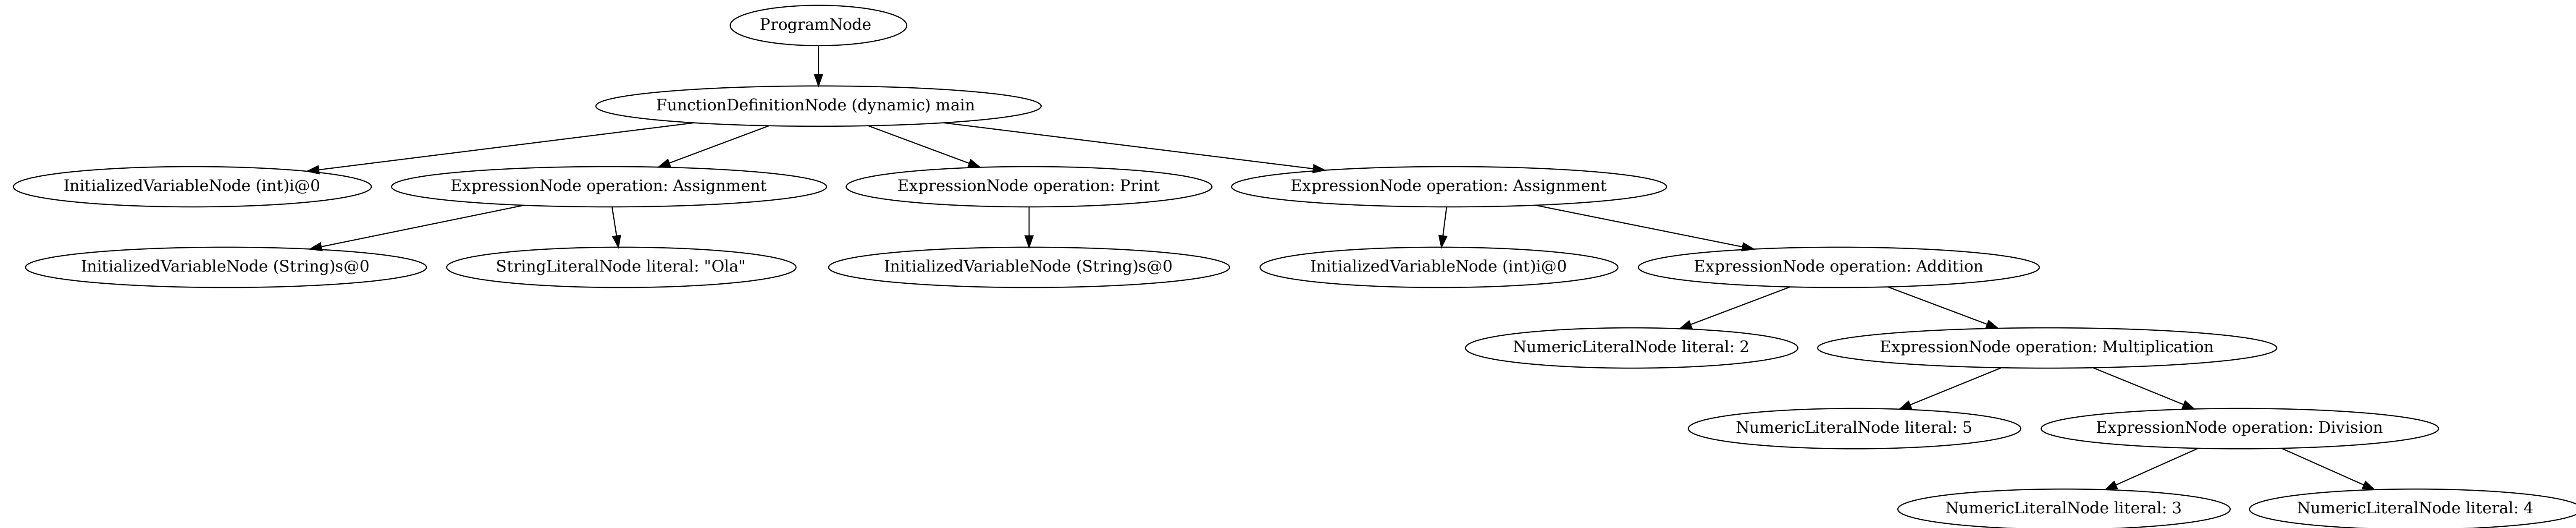 ProgramNode
FunctionDefinitionNode (dynamic) main
InitializedVariableNode (int)i@0
ExpressionNode operation: Assignment
ExpressionNode operation: Print
ExpressionNode operation: Assignment
InitializedVariableNode (String)s@0
StringLiteralNode literal: "Ola"
InitializedVariableNode (String)s@0
InitializedVariableNode (int)i@0
ExpressionNode operation: Addition
NumericLiteralNode literal: 2
ExpressionNode operation: Multiplication
NumericLiteralNode literal: 5
ExpressionNode operation: Division
NumericLiteralNode literal: 3
NumericLiteralNode literal: 4